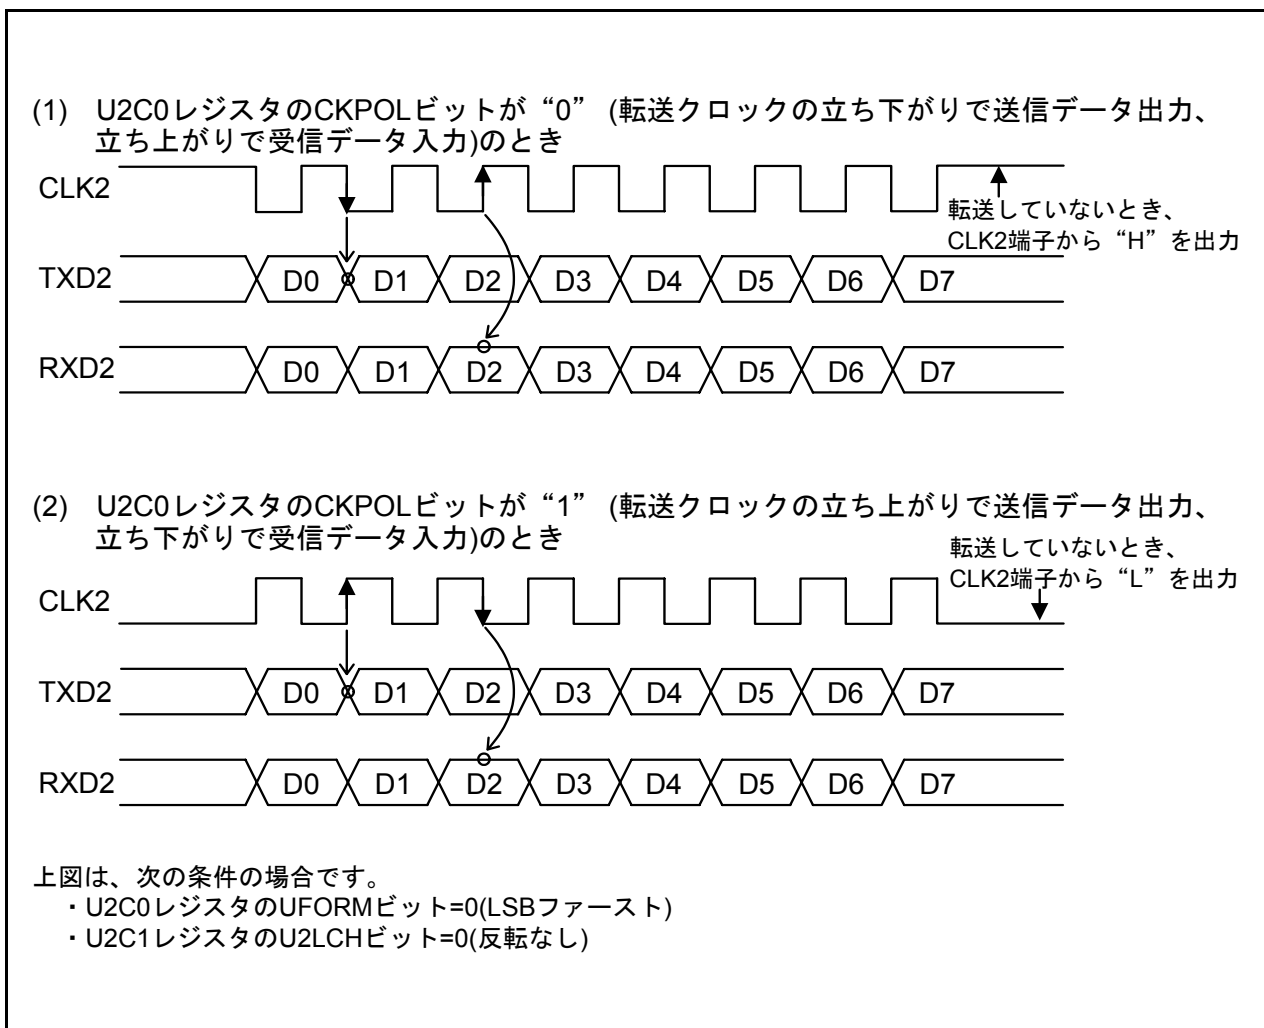 (1) U2C0レジスタのCKPOLビットが“0” (転送クロックの立ち下がりで送信データ出力、
立ち上がりで受信データ入力)のとき
CLK2
転送していないとき、
CLK2端子から“H”を出力
TXD2 D0 D1 D2 D3 D4 D5 D6 D7
RXD2 D0 D1 D2 D3 D4 D5 D6 D7
(2) U2C0レジスタのCKPOLビットが“1” (転送クロックの立ち上がりで送信データ出力、
立ち下がりで受信データ入力)のとき
転送していないとき、
CLK2端子から“L”を出力
CLK2
TXD2 D0 D1 D2 D3 D4 D5 D6 D7
RXD2 D0 D1 D2 D3 D4 D5 D6 D7
上図は、次の条件の場合です。
・U2C0レジスタのUFORMビット=0(LSBファースト)
・U2C1レジスタのU2LCHビット=0(反転なし)